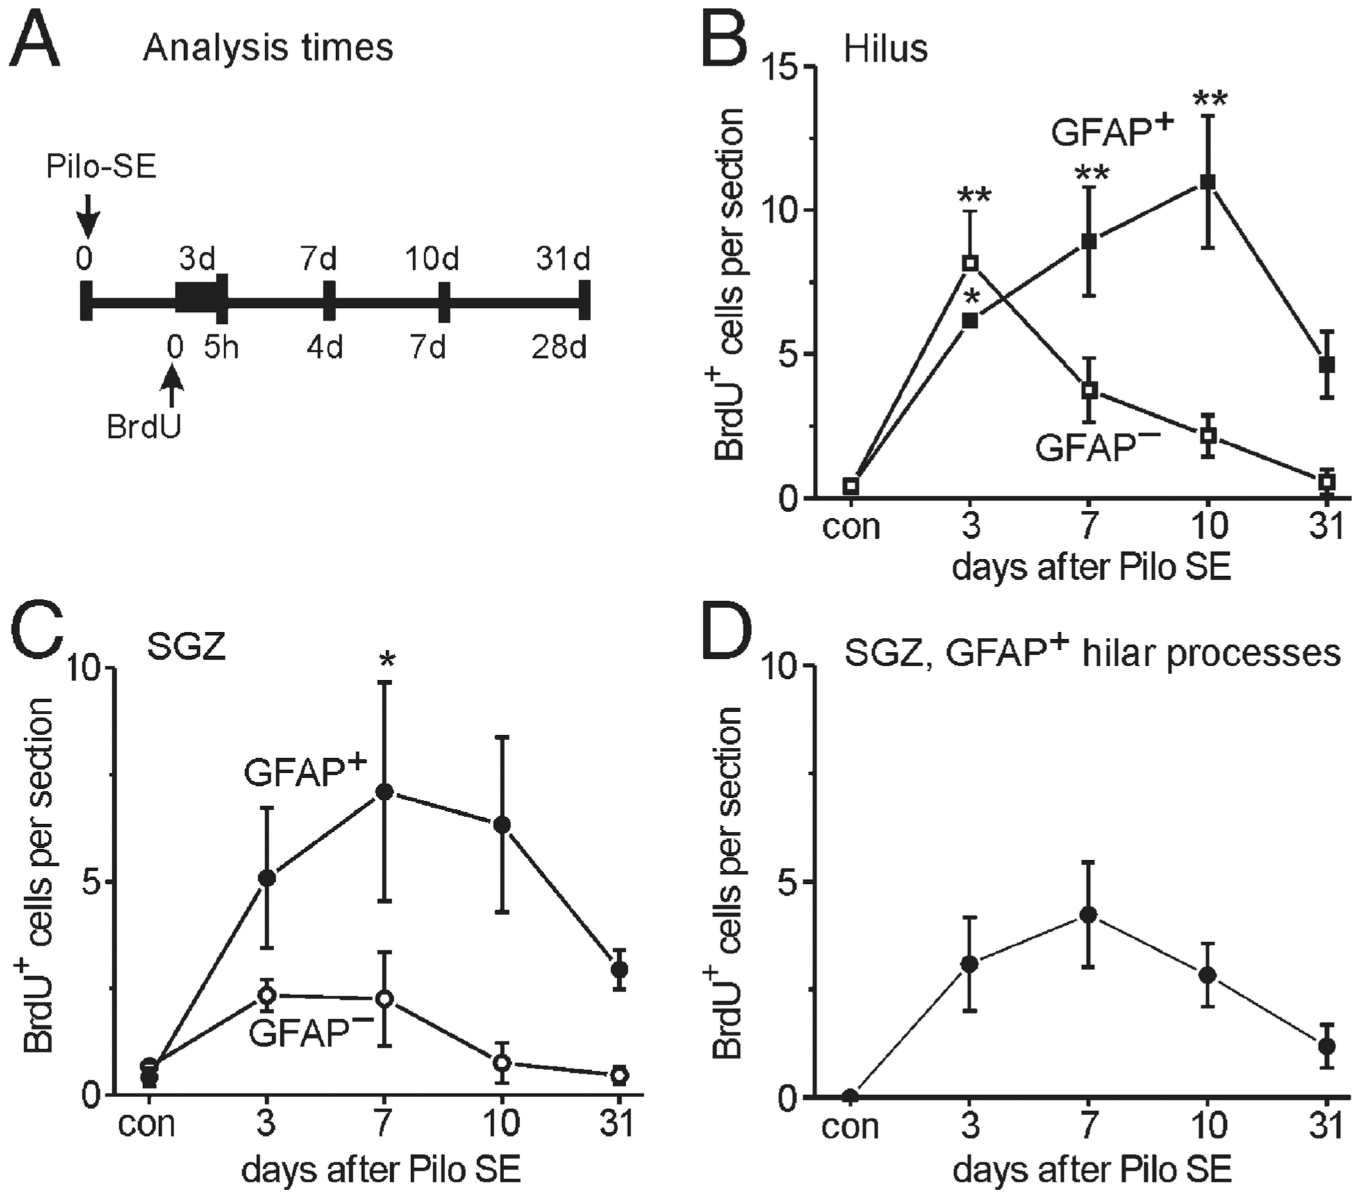 A Analysis times
Pilo-SE
0 3d 7d 10d 31d
0 5h 4d 7d 28d
BrdU
B Hilus
15
10
5
0
BrdU+ cells per section
GFAP+
**
**
**
*
GFAP−
con 3 7 10 31
days after Pilo SE
C SGZ
10
5
0
BrdU+ cells per section
*
GFAP+
GFAP−
con 3 7 10 31
days after Pilo SE
D SGZ, GFAP+ hilar processes
10
5
0
BrdU+ cells per section
con 3 7 10 31
days after Pilo SE